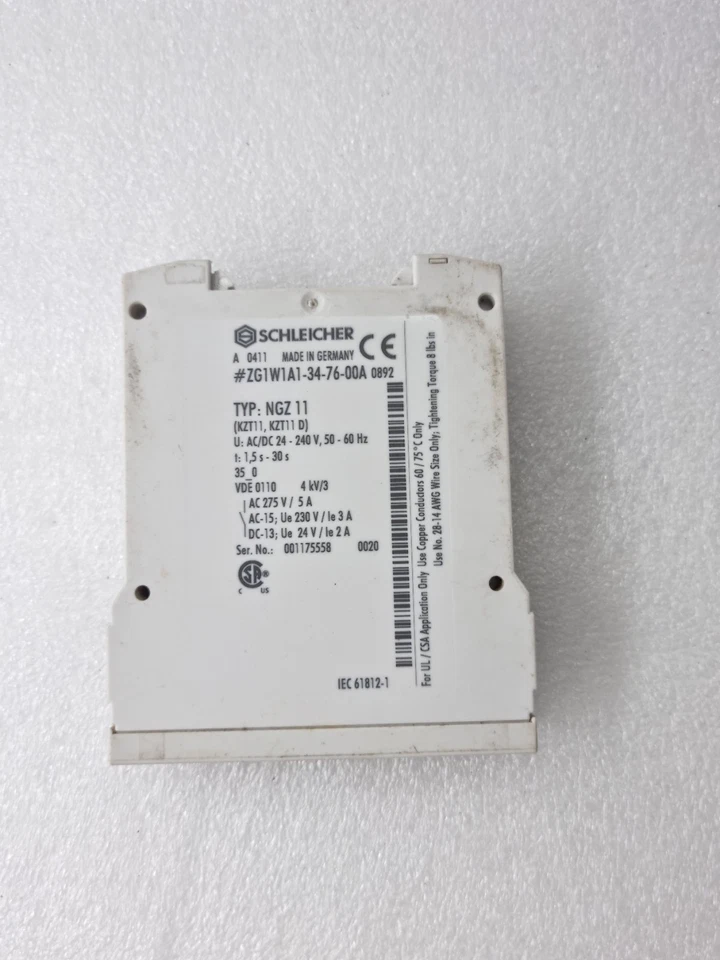 SCHLEICHER
A 0411 MADE IN GERMANY CE
#ZG1W1A1-34-76-00A 0892
TYP: NGZ 11
(KZT11, KZT11 D)
U: AC/DC 24 - 240 V, 50 - 60 Hz
t: 1,5 s - 30 s
35_0
VDE 0110 4 kV/3
AC 275 V / 5 A
AC-15; Ue 230 V / Ie 3 A
DC-13; Ue 24 V / Ie 2 A
Ser. No.: 001175558 0020
SA®
C US
IEC 61812-1
For UL / CSA Application Only Use Copper Conductors 60 / 75°C Only
Use No. 28-14 AWG Wire Size Only; Tightening Torque 8 lbs in